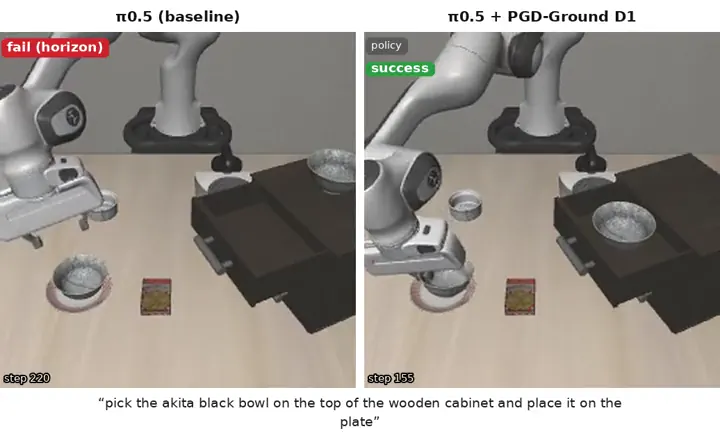 π0.5 (baseline)
π0.5 + PGD-Ground D1
fail (horizon)
policy
success
step 220
step 155
“pick the akita black bowl on the top of the wooden cabinet and place it on the
plate”